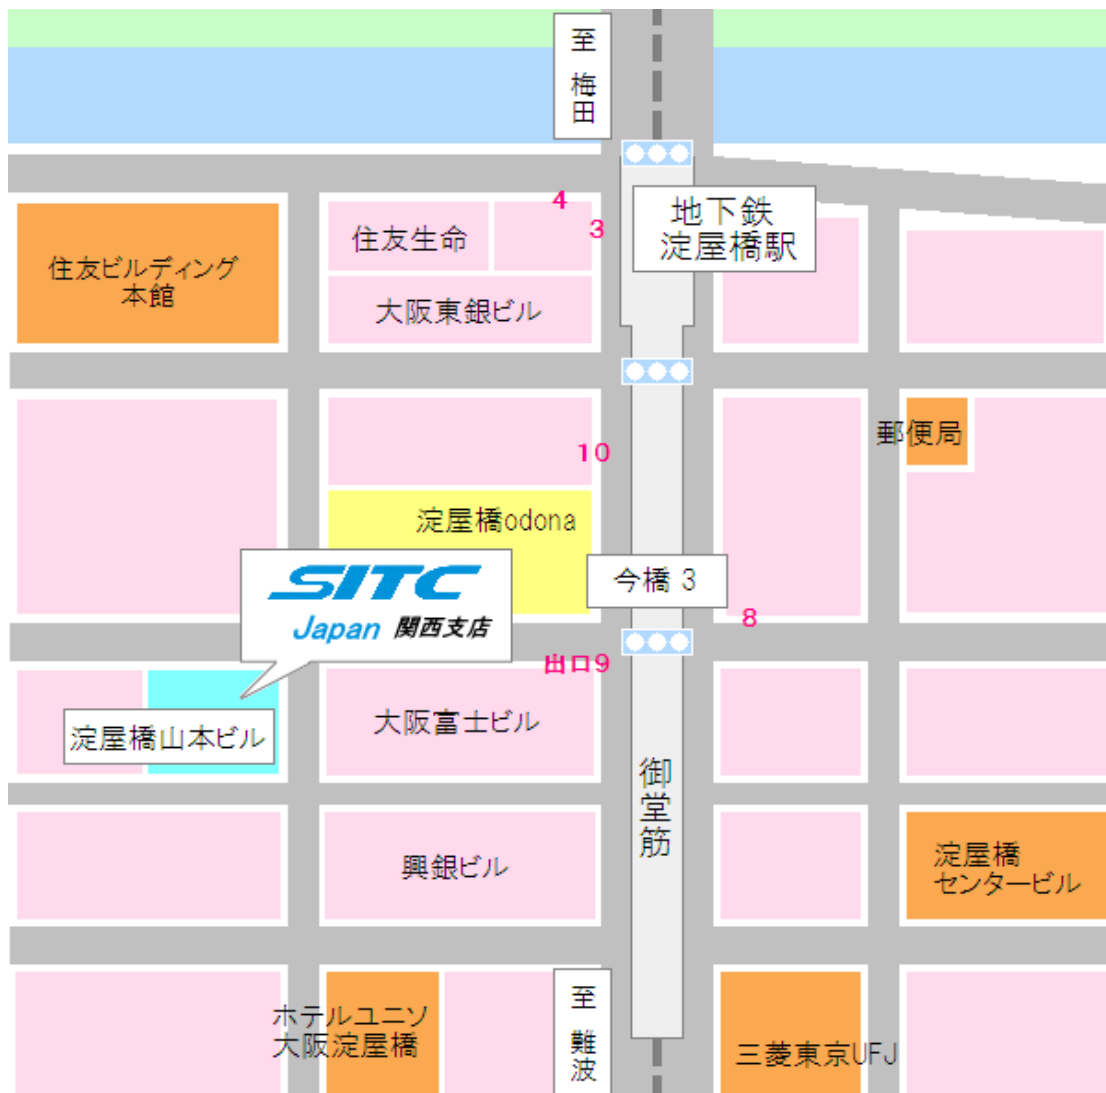 至
梅
田
4
3
地下鉄
淀屋橋駅
住友生命
住友ビルディング
本館
大阪東銀ビル
10
郵便局
淀屋橋odona
SITC
Japan 関西支店
今橋 3
8
出口9
淀屋橋山本ビル
大阪富士ビル
御
堂
筋
興銀ビル
淀屋橋
センタービル
ホテルユニゾ
大阪淀屋橋
至
難
波
三菱東京UFJ